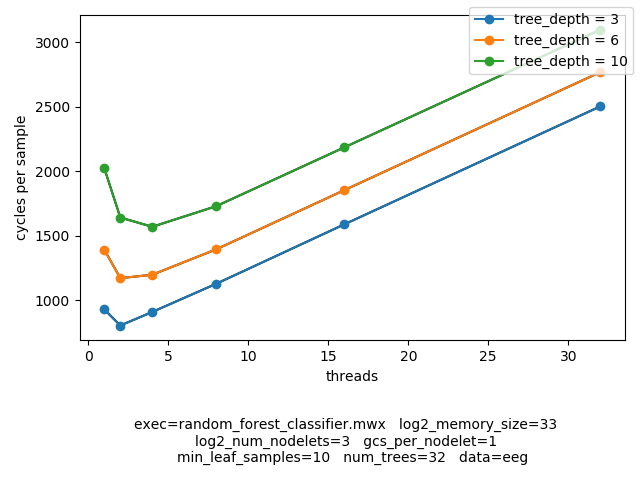 tree_depth = 3
tree_depth = 6
tree_depth = 10
3000
2500
2000
1500
1000
cycles per sample
0 5 10 15 20 25 30
threads
exec=random_forest_classifier.mwx log2_memory_size=33
log2_num_nodelets=3 gcs_per_nodelet=1
min_leaf_samples=10 num_trees=32 data=eeg